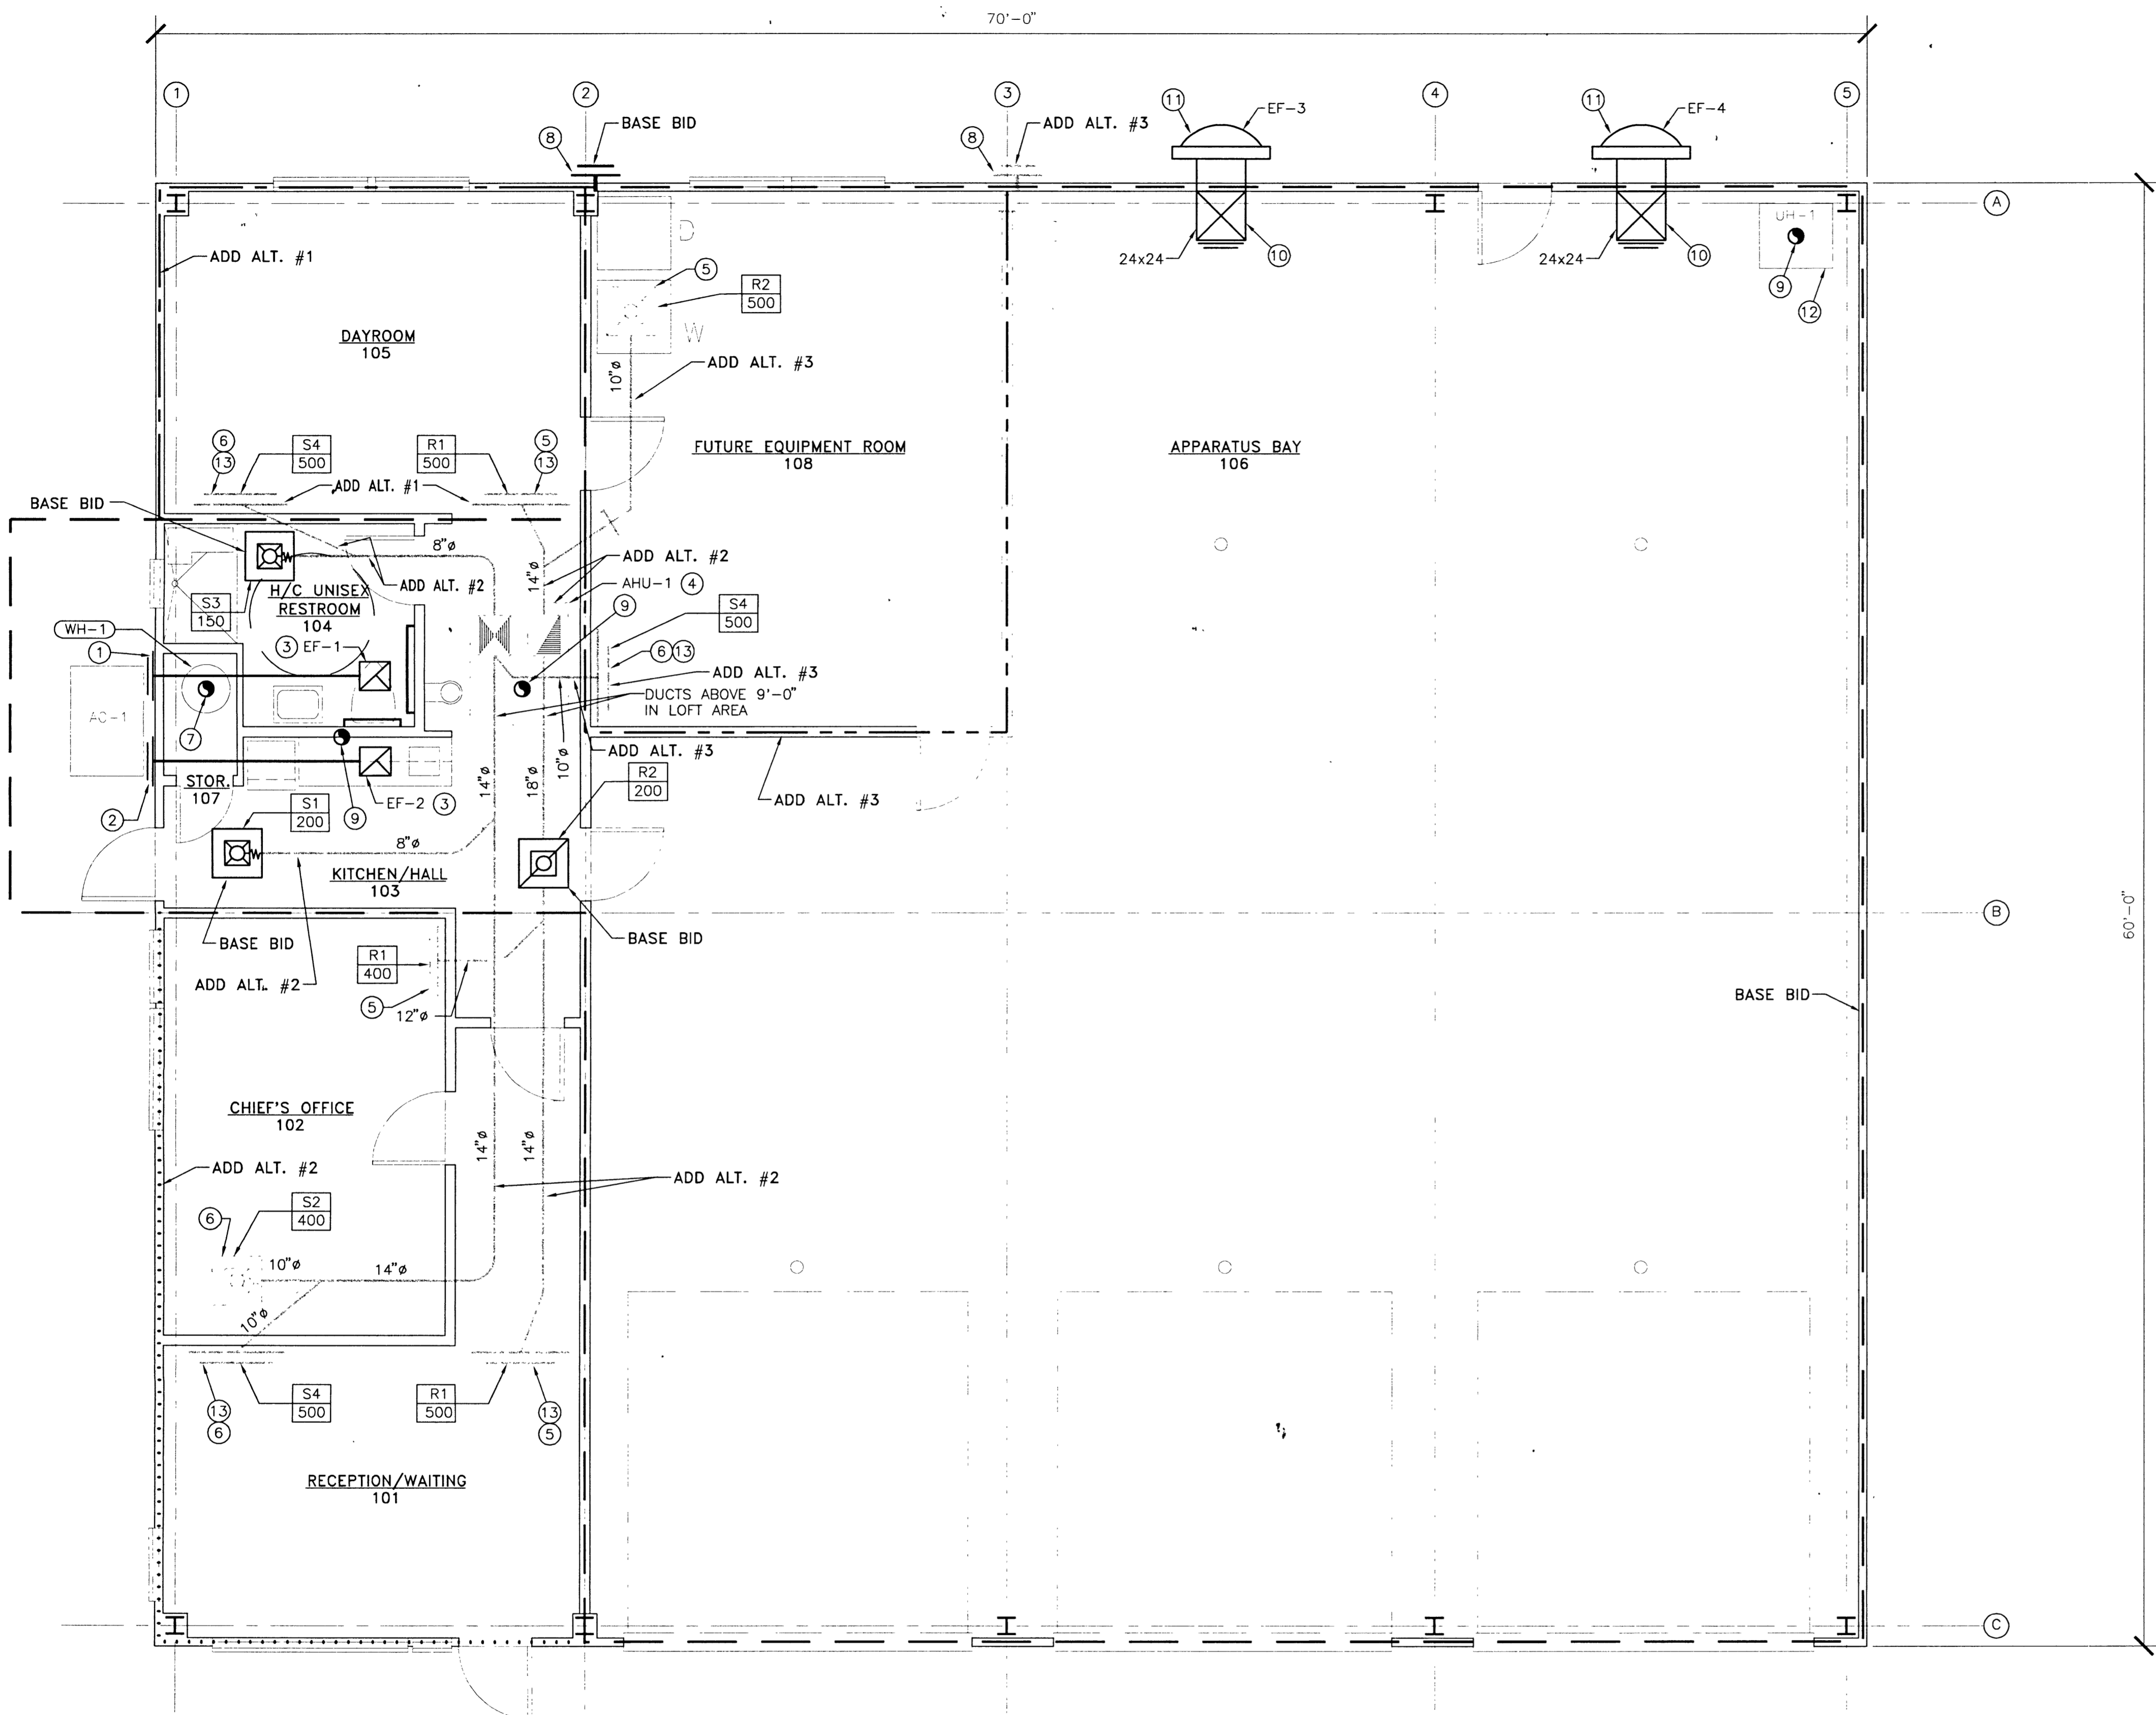 70'-0"
1
2
3
4
5
BASE BID
8
8
ADD ALT. #3
11
EF-3
11
EF-4
A
ADD ALT. #1
D
5
R2
500
24x24
10
24x24
10
UH-1
9
12
DAYROOM
105
W
10"ø
ADD ALT. #3
6
13
S4
500
R1
500
5
13
FUTURE EQUIPMENT ROOM
108
APPARATUS BAY
106
ADD ALT. #1
BASE BID
8"ø
14"ø
ADD ALT. #2
ADD ALT. #2
AHU-1
4
H/C UNISEX
RESTROOM
104
S3
150
9
S4
500
WH-1
1
3
EF-1
6
13
ADD ALT. #3
DUCTS ABOVE 9'-0"
IN LOFT AREA
AC-1
7
10"ø
ADD ALT. #3
STOR.
107
14"ø
18"ø
R2
200
2
S1
200
9
EF-2
3
ADD ALT. #3
8"ø
KITCHEN/HALL
103
B
60'-0"
BASE BID
BASE BID
R1
400
ADD ALT. #2
5
12"ø
BASE BID
CHIEF'S OFFICE
102
14"ø
14"ø
ADD ALT. #2
ADD ALT. #2
6
S2
400
10"ø
14"ø
10"ø
13
6
S4
500
R1
500
13
5
RECEPTION/WAITING
101
C